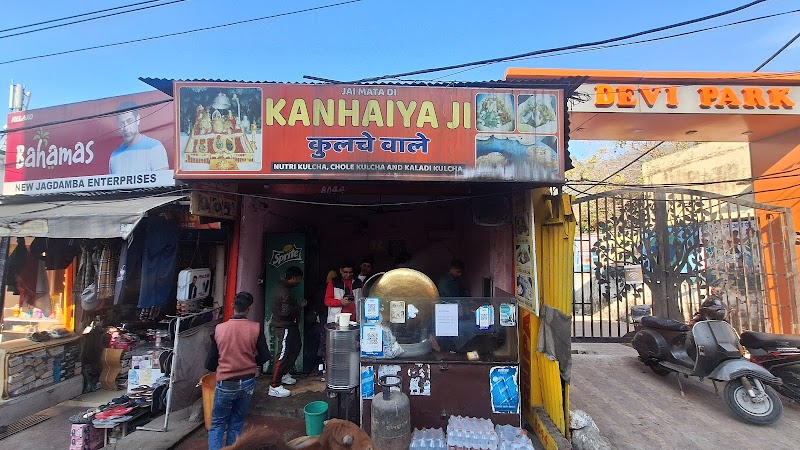 RELAXO
Bahamas
NEW JAGDAMBA ENTERPRISES
JAI MATA DI
KANHAIYA JI
कुलचे वाले
NUTRI KULCHA, CHOLE KULCHA AND KALADI KULCHA
DEVI PARK
Sprite